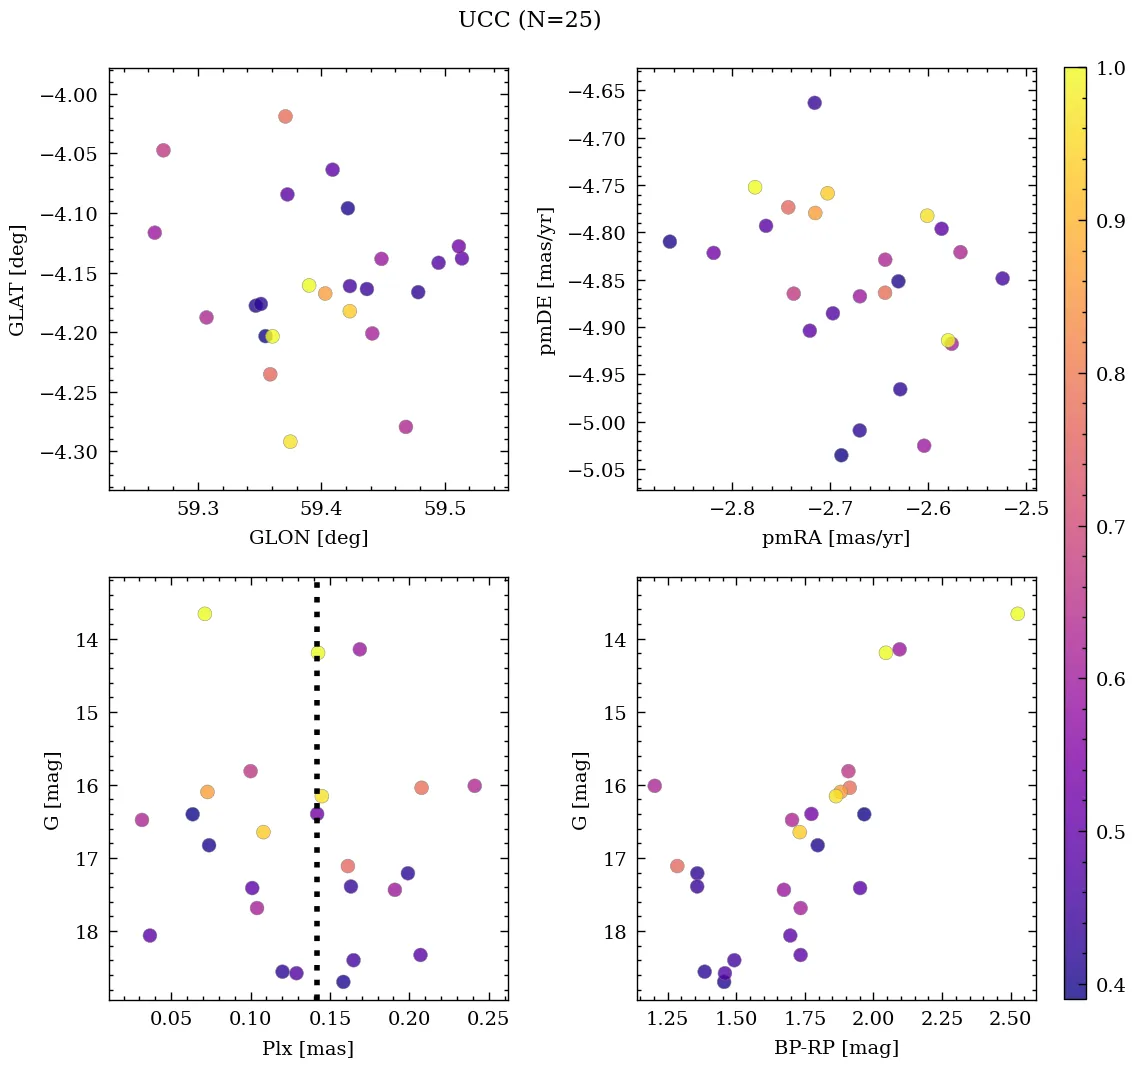 UCC (N=25)
−4.00
−4.05
−4.10
−4.15
−4.20
−4.25
−4.30
GLAT [deg]
59.3 59.4 59.5
GLON [deg]
−4.65
−4.70
−4.75
−4.80
−4.85
−4.90
−4.95
−5.00
−5.05
pmDE [mas/yr]
−2.8 −2.7 −2.6 −2.5
pmRA [mas/yr]
14
15
16
17
18
G [mag]
0.05 0.10 0.15 0.20 0.25
Plx [mas]
14
15
16
17
18
G [mag]
1.25 1.50 1.75 2.00 2.25 2.50
BP-RP [mag]
1.0
0.9
0.8
0.7
0.6
0.5
0.4